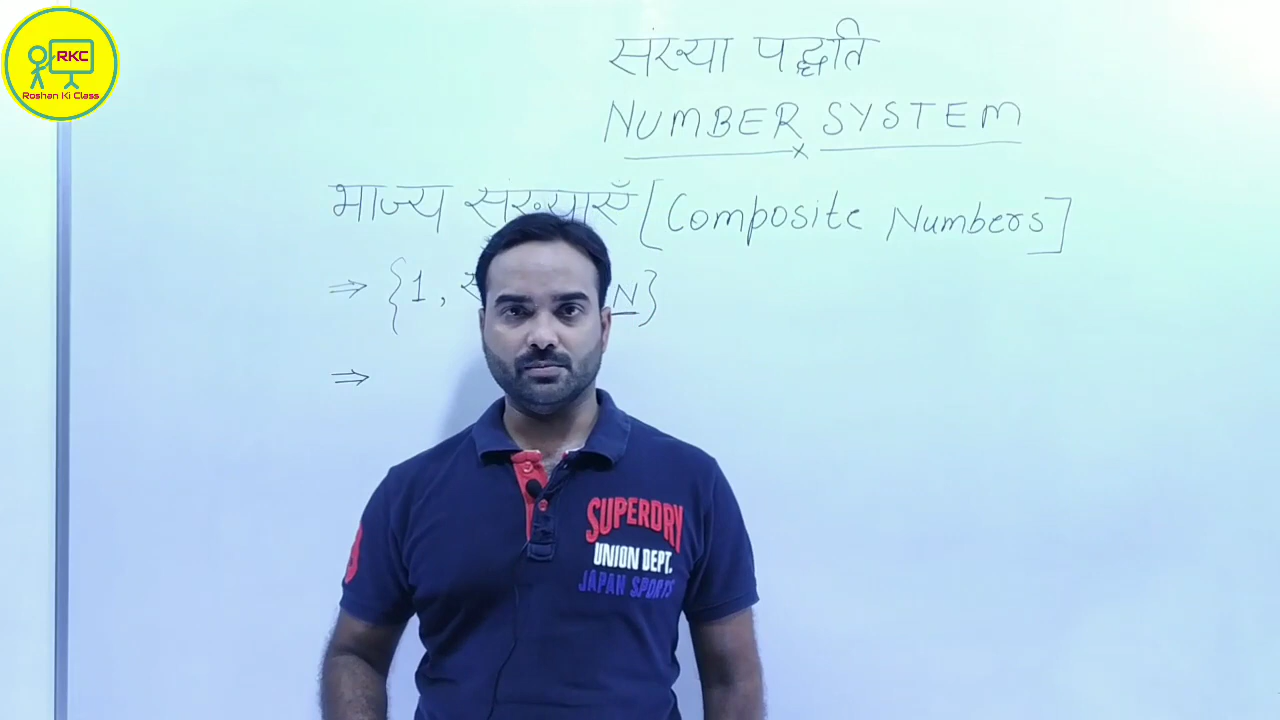 RKC
Roshan Ki Class
संख्या पद्धति
NUMBER SYSTEM
भाज्य संख्याएँ [Composite Numbers]
⇒ {1, N}
⇒
SUPERDRY
UNION DEPT.
JAPAN SPORTS